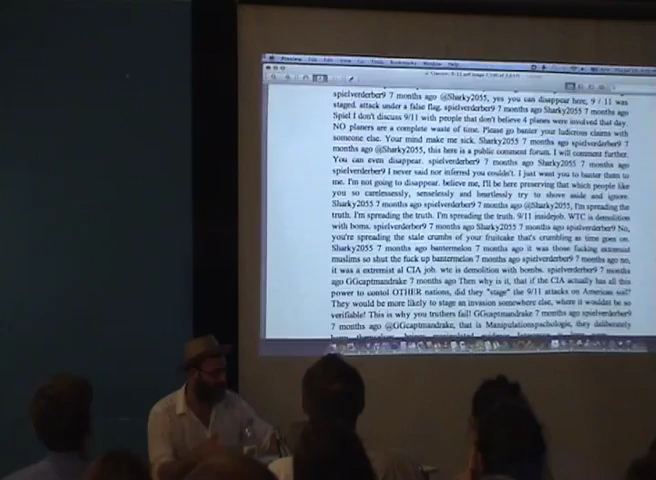 Preview File Edit View Go Tools Bookmarks Window Help
spielverderber9 7 months ago @Sharky2055, yes you can disappear here, 9 / 11 was
staged. attack under a false flag. spielverderber9 7 months ago Sharky2055 7 months ago
Spiel I don't discuss 9/11 with people that don't believe 4 planes were involved that day.
NO planers are a complete waste of time. Please go banter your ludicrous claims with
someone else. Your mind make me sick. Sharky2055 7 months ago spielverderber9 7
months ago @Sharky2055, this here is a public comment forum. I will comment further.
You can even disappear. spielverderber9 7 months ago Sharky2055 7 months ago
spielverderber9 I never said nor inferred you couldn't. I just want you to banter them to
me. I'm not going to disappear. believe me, I'll be here preserving that which people like
you so carelessessly, senselessly and heartlessly try to shove aside and ignore.
Sharky2055 7 months ago spielverderber9 7 months ago @Sharky2055, I'm spreading the
truth. I'm spreading the truth. I'm spreading the truth. 9/11 insidejob. WTC is demolition
with boms. spielverderber9 7 months ago Sharky2055 7 months ago spielverderber9 No,
you're spreading the stale crumbs of your fruitcake that's crumbling as time goes on.
Sharky2055 7 months ago bantermelon 7 months ago it was those fucking extremist
muslims so shut the fuck up bantermelon 7 months ago spielverderber9 7 months ago no,
it was a extremist al CIA job. wtc is demolition with bombs. spielverderber9 7 months
ago GGcaptmandrake 7 months ago Then why is it, that if the CIA actually has all this
power to contol OTHER nations, did they "stage" the 9/11 attacks on American soil?
They would be more likely to stage an invasion somewhere else, where it wouldnt be so
verifiable! This is why you truthers fail! GGcaptmandrake 7 months ago spielverderber9
7 months ago @GGcaptmandrake, that is Manipulationspschologie, they deliberately